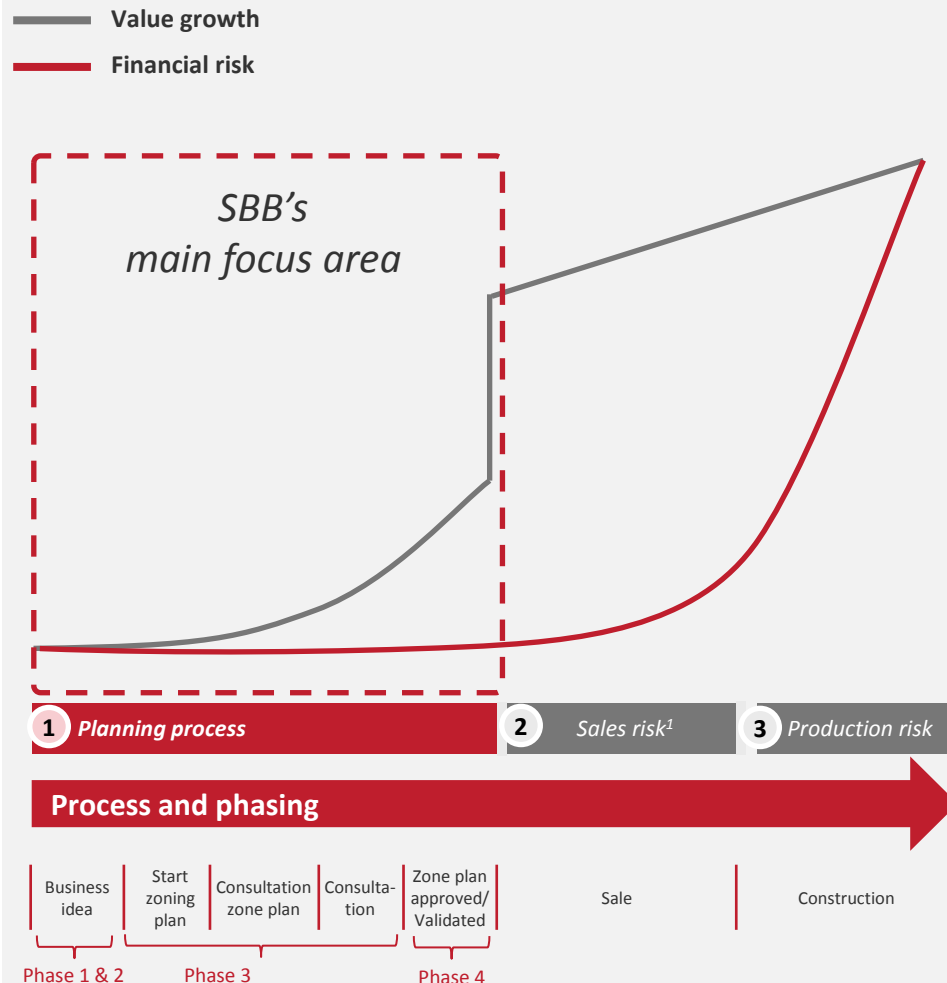 Value growth
Financial risk
SBB's
main focus area
1 Planning process
2 Sales risk¹
3 Production risk
Process and phasing
Business
idea
Start
zoning
plan
Consultation
zone plan
Consulta-
tion
Zone plan
approved/
Validated
Sale
Construction
Phase 1 & 2
Phase 3
Phase 4